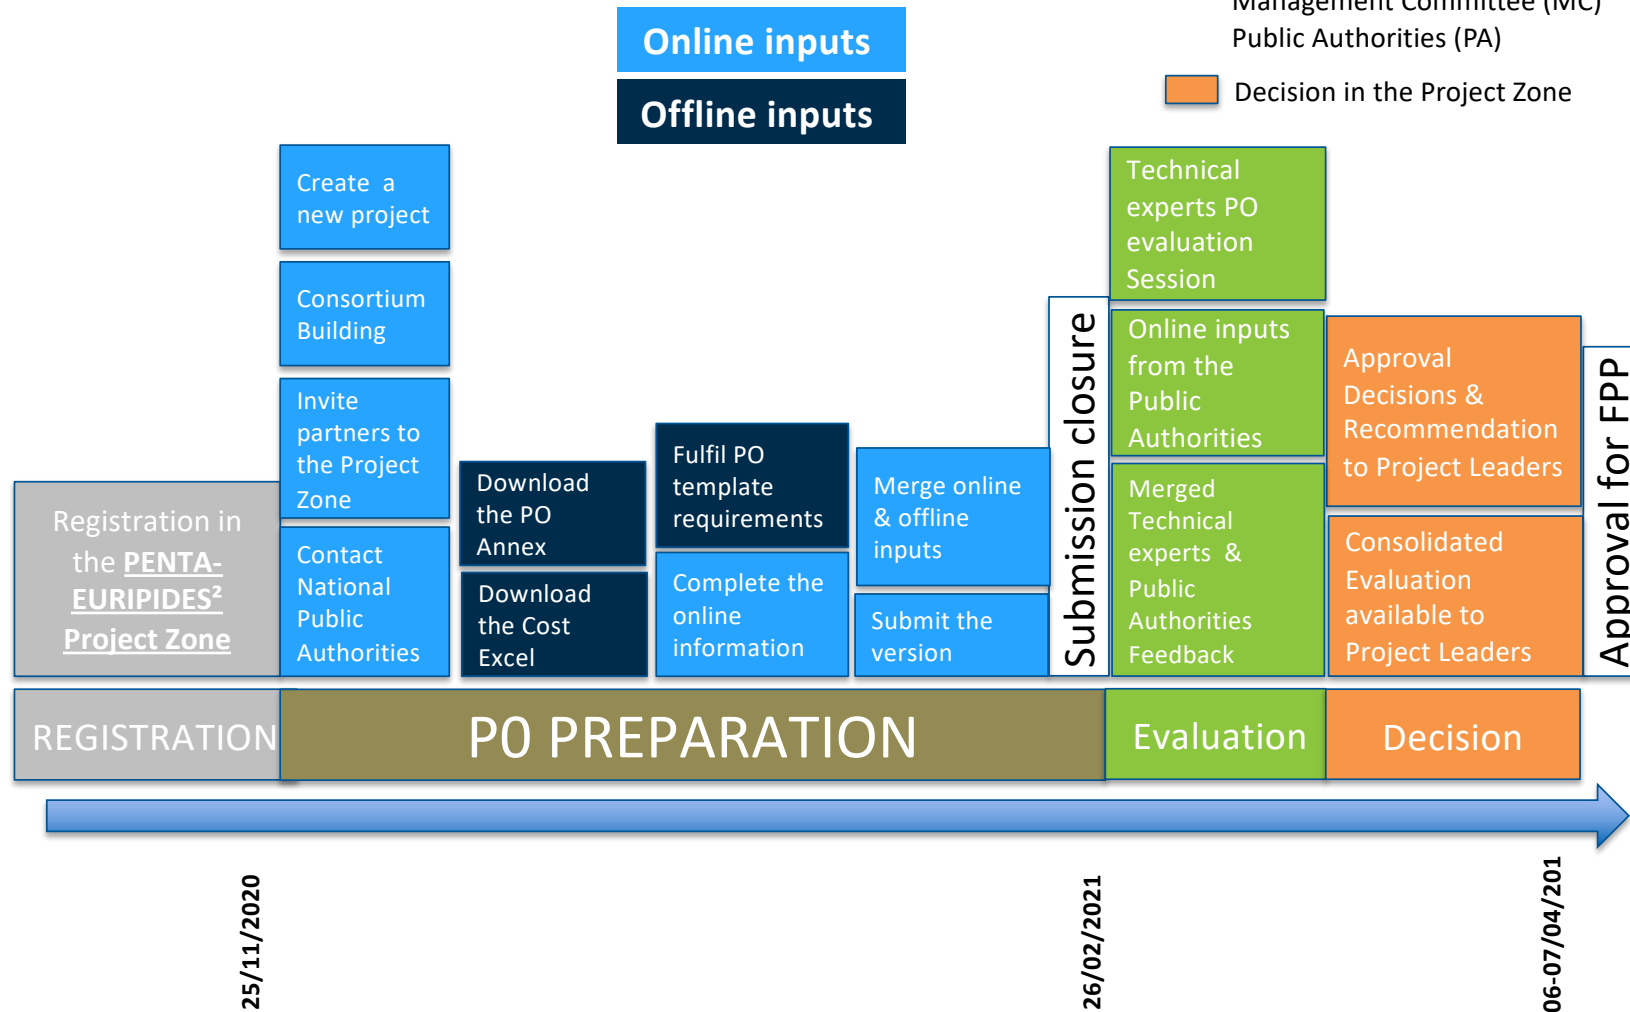 Management Committee (MC)
Public Authorities (PA)
Decision in the Project Zone
Online inputs
Offline inputs
Create a
new project
Consortium
Building
Invite
partners to
the Project
Zone
Contact
National
Public
Authorities
Registration in
the PENTA-
EURIPIDES²
Project Zone
Download
the PO
Annex
Download
the Cost
Excel
Fulfil PO
template
requirements
Complete the
online
information
Merge online
& offline
inputs
Submit the
version
Submission closure
Technical
experts PO
evaluation
Session
Online inputs
from the
Public
Authorities
Merged
Technical
experts &
Public
Authorities
Feedback
Approval
Decisions &
Recommendation
to Project Leaders
Consolidated
Evaluation
available to
Project Leaders
Approval for FPP
REGISTRATION
P0 PREPARATION
Evaluation
Decision
25/11/2020
26/02/2021
06-07/04/201